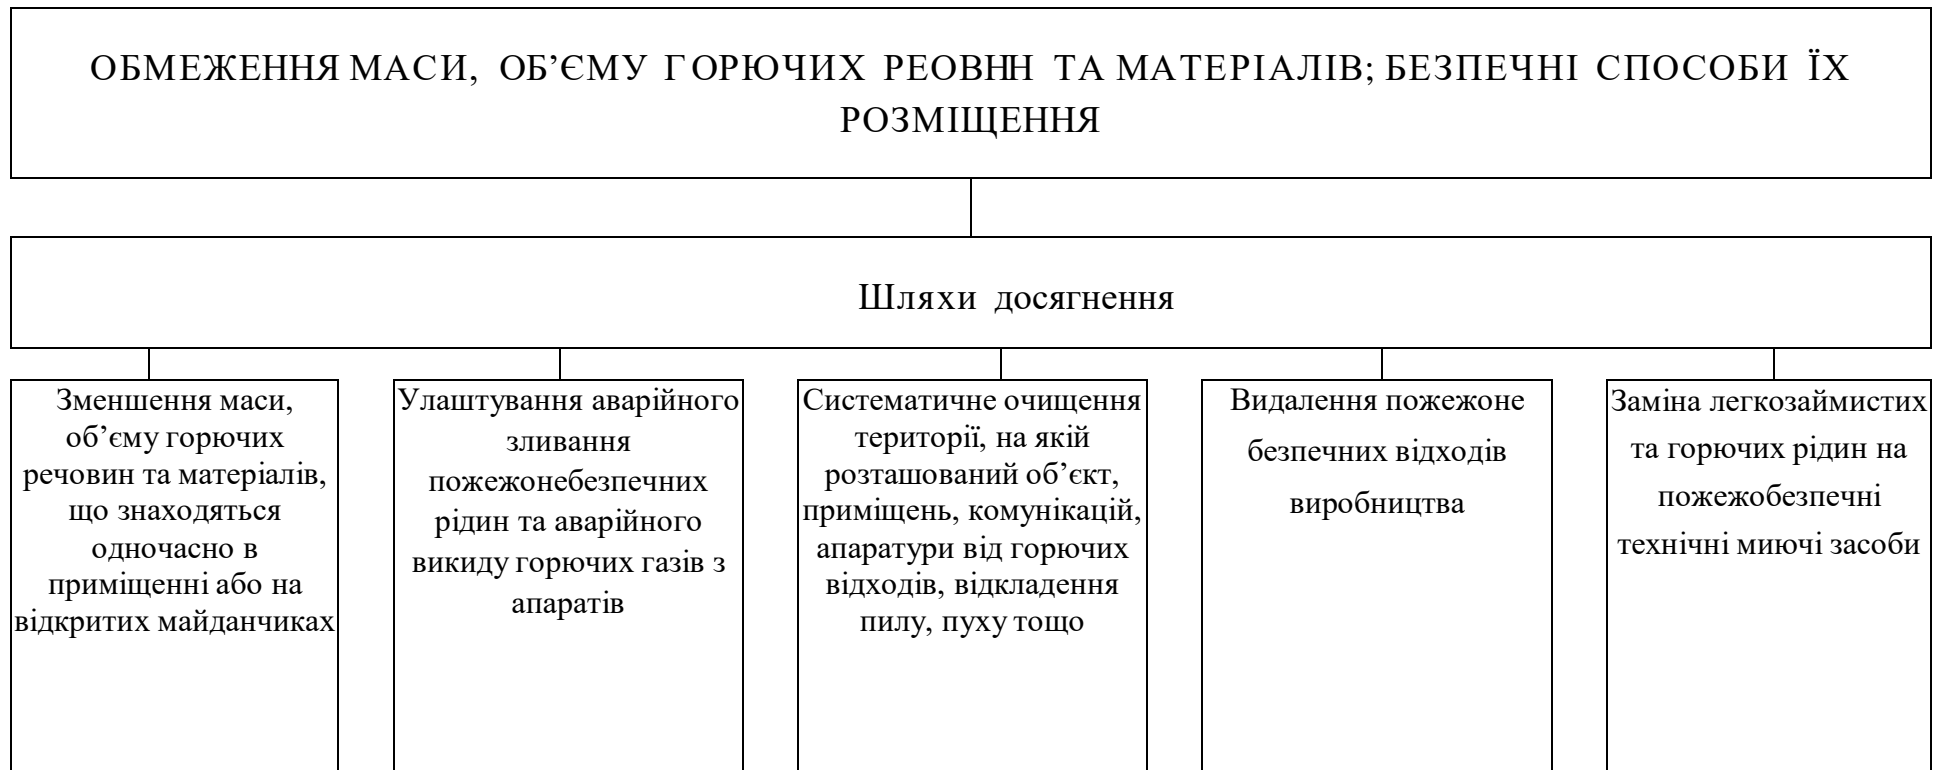 ОБМЕЖЕННЯ МАСИ, ОБ’ЄМУ ГОРЮЧИХ РЕОВНН ТА МАТЕРІАЛІВ; БЕЗПЕЧНІ СПОСОБИ ЇХ
РОЗМІЩЕННЯ
Шляхи досягнення
Зменшення маси,
об’єму горючих
речовин та матеріалів,
що знаходяться
одночасно в
приміщенні або на
відкритих майданчиках
Улаштування аварійного
зливання
пожежонебезпечних
рідин та аварійного
викиду горючих газів з
апаратів
Систематичне очищення
території, на якій
розташований об’єкт,
приміщень, комунікацій,
апаратури від горючих
відходів, відкладення
пилу, пуху тощо
Видалення пожежоне
безпечних відходів
виробництва
Заміна легкозаймистих
та горючих рідин на
пожежобезпечні
технічні миючі засоби